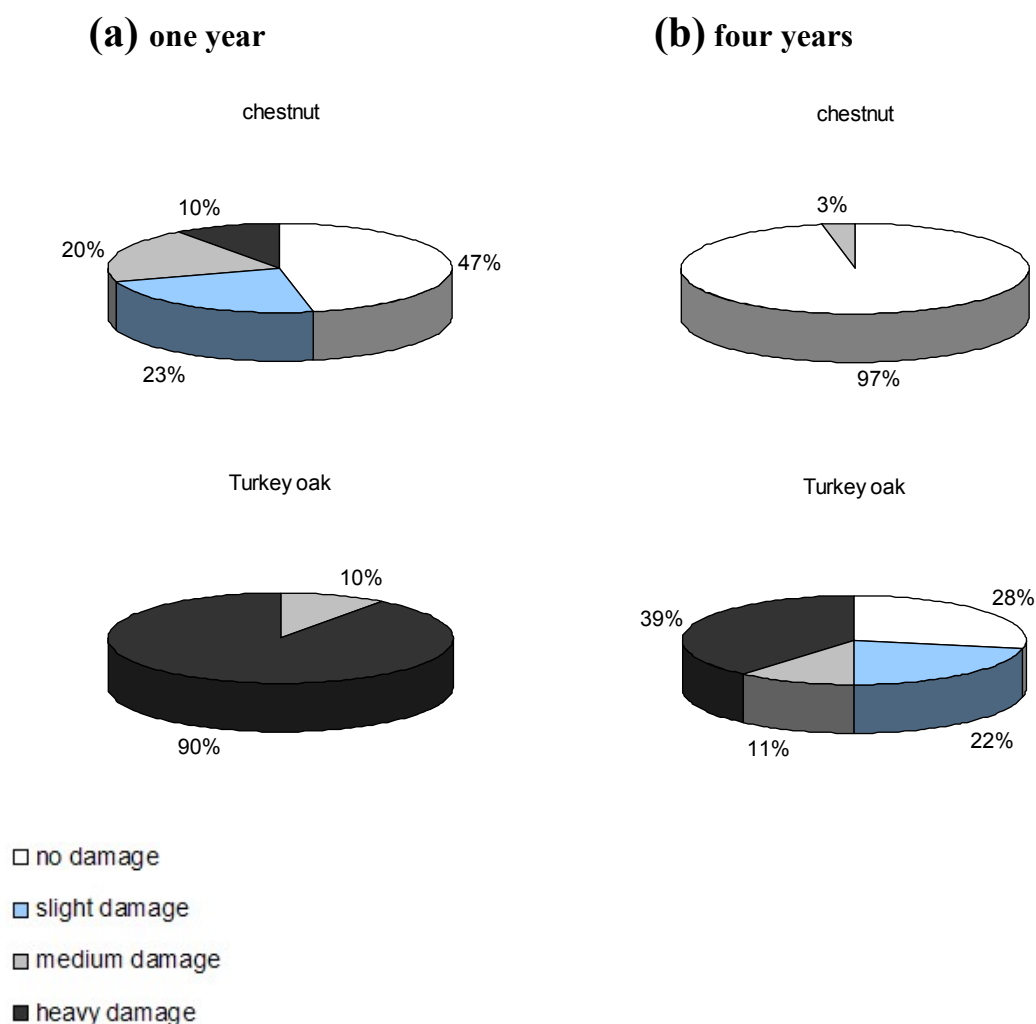 (a) one year
(b) four years
chestnut
chestnut
10%
20%
47%
23%
3%
97%
Turkey oak
Turkey oak
10%
90%
39%
28%
11%
22%
no damage
slight damage
medium damage
heavy damage